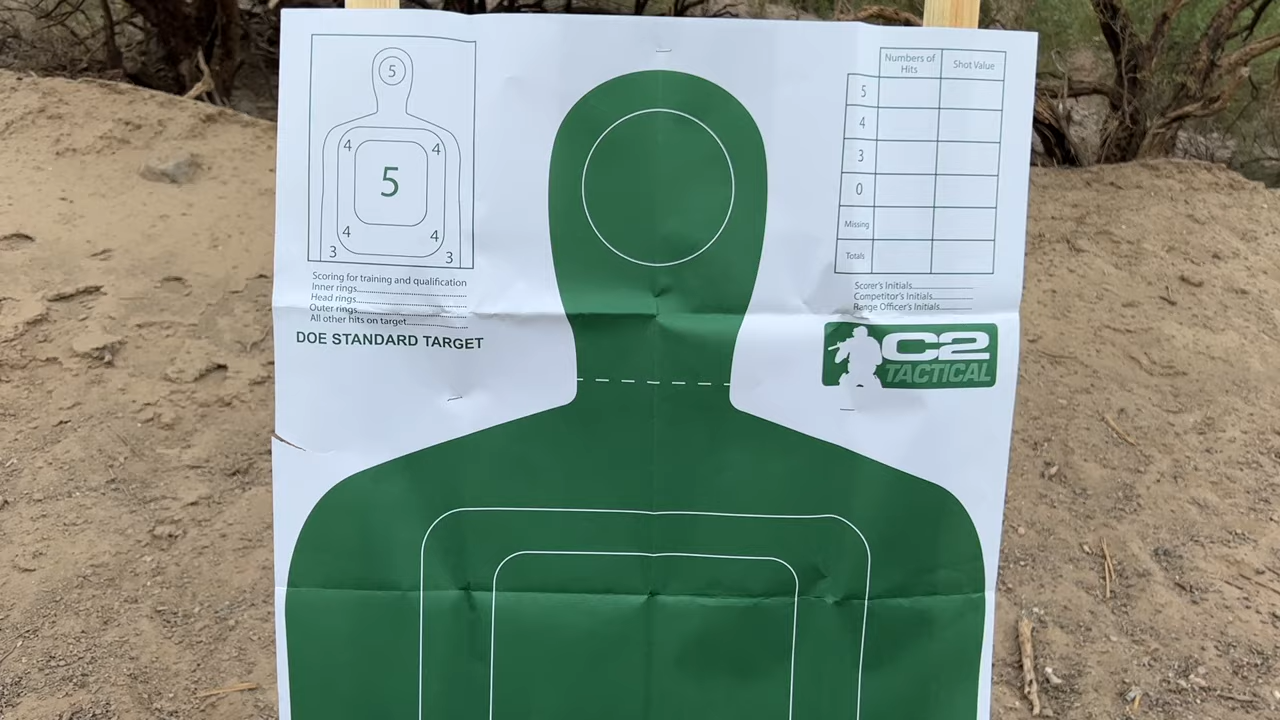 5
4 4
5
4 4
3 3
Scoring for training and qualification
Inner rings
Head rings
Outer rings
All other hits on target
DOE STANDARD TARGET
Numbers of Hits Shot Value
5
4
3
0
Missing
Totals
Scorer's Initials
Competitor's Initials
Range Officer's Initials
C2
TACTICAL